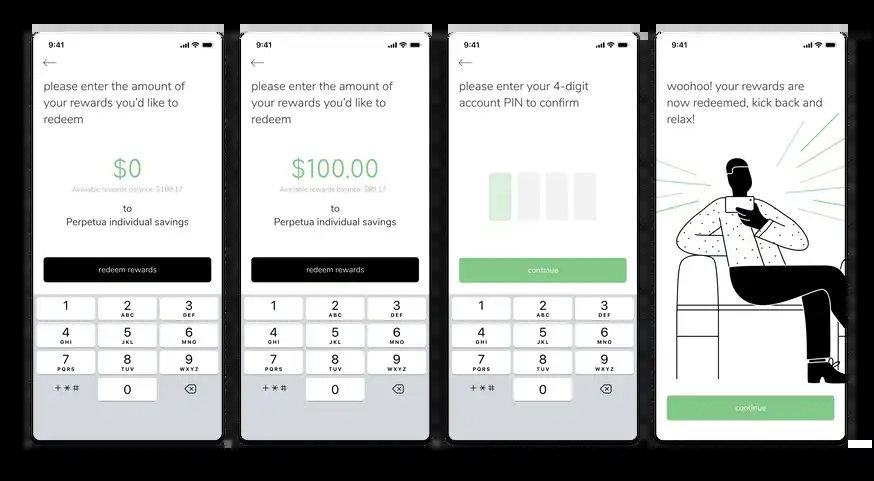 9:41
please enter the amount of
your rewards you'd like to
redeem
$0
Available rewards balance: $180.17
to
Perpetua individual savings
redeem rewards
1 2 3
ABC DEF
4 5 6
GHI JKL MNO
7 8 9
PQRS TUV WXYZ
+*# 0
9:41
please enter the amount of
your rewards you'd like to
redeem
$100.00
Available rewards balance: $80.17
to
Perpetua individual savings
redeem rewards
1 2 3
ABC DEF
4 5 6
GHI JKL MNO
7 8 9
PQRS TUV WXYZ
+*# 0
9:41
please enter your 4-digit
account PIN to confirm
continue
1 2 3
ABC DEF
4 5 6
GHI JKL MNO
7 8 9
PQRS TUV WXYZ
+*# 0
9:41
woohoo! your rewards are
now redeemed, kick back and
relax!
continue